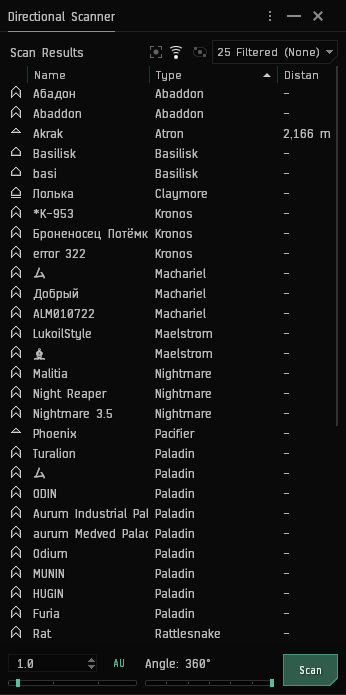 Directional Scanner
Scan Results 25 Filtered (None)
Name Type Distan
Абадон Abaddon –
Abaddon Abaddon –
Akrak Atron 2,166 m
Basilisk Basilisk –
basi Basilisk –
Полька Claymore –
*K-953 Kronos –
Броненосец Потёмк Kronos –
error 322 Kronos –
ム Machariel –
Добрый Machariel –
ALM010722 Machariel –
LukoilStyle Maelstrom –
Maelstrom –
Malitia Nightmare –
Night Reaper Nightmare –
Nightmare 3.5 Nightmare –
Phoenix Pacifier –
Turalion Paladin –
ム Paladin –
ODIN Paladin –
Aurum Industrial Pal Paladin –
aurum Medved Palac Paladin –
Odium Paladin –
MUNIN Paladin –
HUGIN Paladin –
Furia Paladin –
Rat Rattlesnake –
1.0 AU Angle: 360° Scan